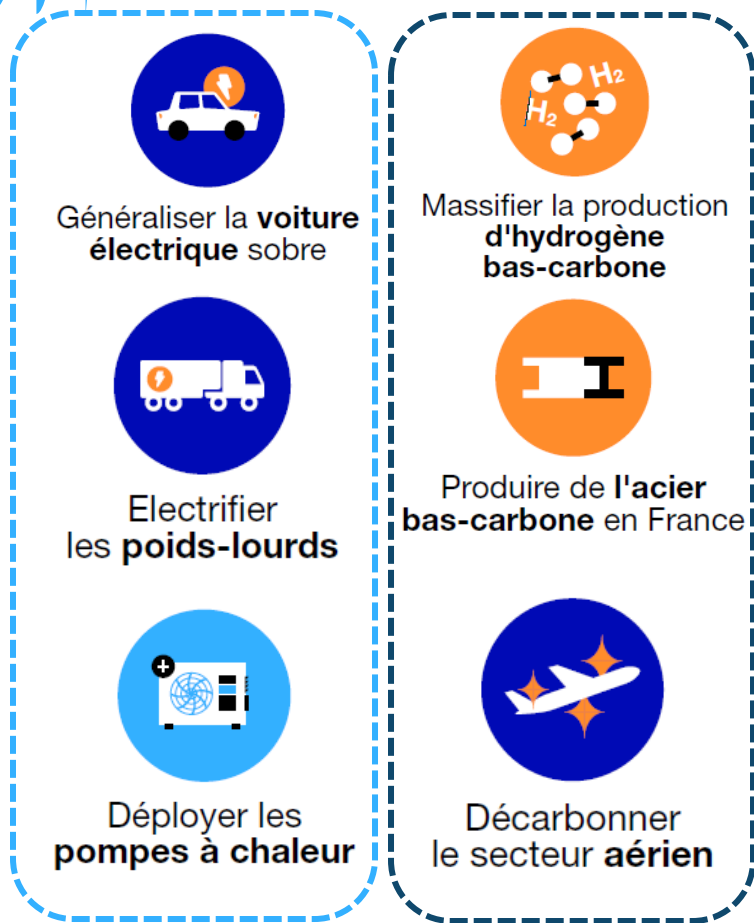 Généraliser la voiture
électrique sobre
Electrifier
les poids-lourds
Déployer les
pompes à chaleur
H₂
H₂
Massifier la production
d'hydrogène
bas-carbone
Produire de l'acier
bas-carbone en France
Décarbonner
le secteur aérien